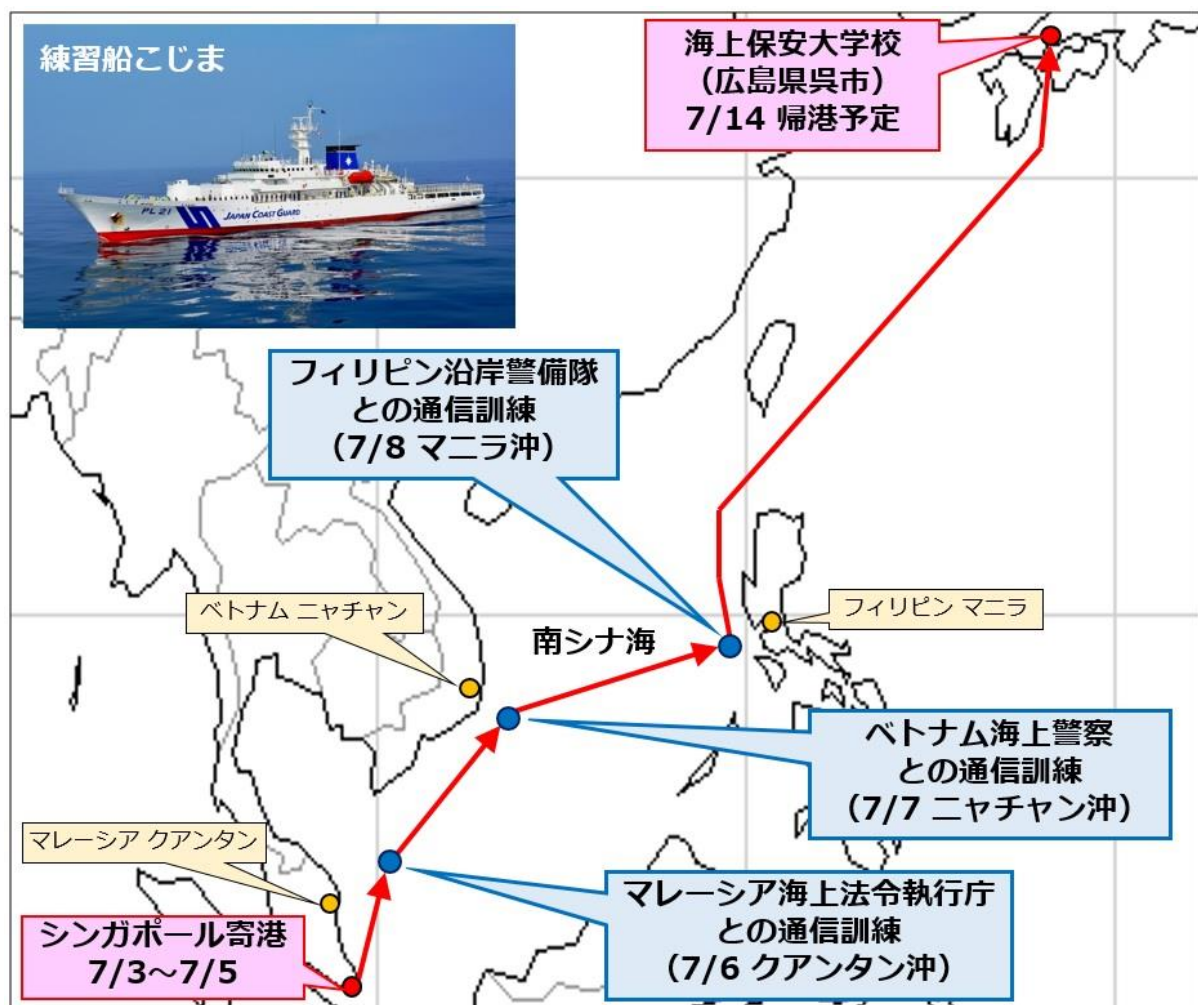 練習船こじま
PL 21
JAPAN COAST GUARD
海上保安大学校
（広島県呉市）
7/14 帰港予定
フィリピン沿岸警備隊
との通信訓練
（7/8 マニラ沖）
ベトナム ニャチャン
フィリピン マニラ
南シナ海
ベトナム海上警察
との通信訓練
（7/7 ニャチャン沖）
マレーシア クアンタン
マレーシア海上法令執行庁
との通信訓練
（7/6 クアンタン沖）
シンガポール寄港
7/3～7/5